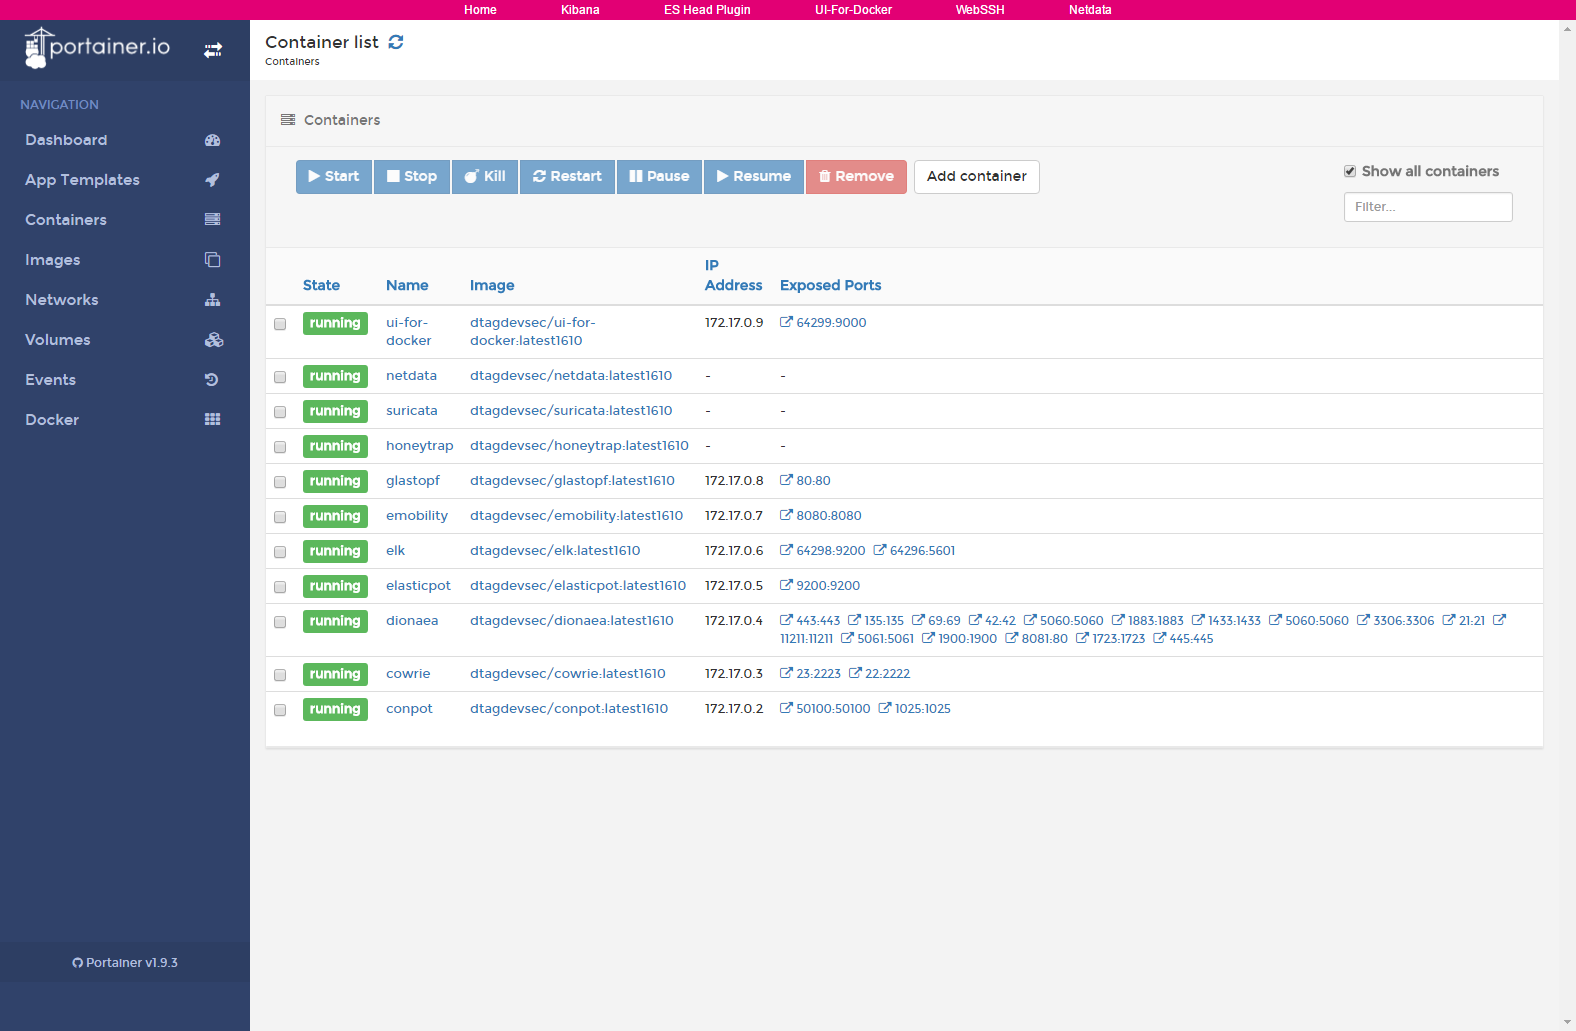 Home Kibana ES Head Plugin UI-For-Docker WebSSH Netdata
portainer.io
NAVIGATION
Dashboard
App Templates
Containers
Images
Networks
Volumes
Events
Docker
Portainer v1.9.3
Container list
Containers
Containers
Start Stop Kill Restart Pause Resume Remove Add container
Show all containers
Filter...
State Name Image IP Address Exposed Ports
running ui-for-docker dtagdevsec/ui-for-docker:latest1610 172.17.0.9 64299:9000
running netdata dtagdevsec/netdata:latest1610 - -
running suricata dtagdevsec/suricata:latest1610 - -
running honeytrap dtagdevsec/honeytrap:latest1610 - -
running glastopf dtagdevsec/glastopf:latest1610 172.17.0.8 80:80
running emobility dtagdevsec/emobility:latest1610 172.17.0.7 8080:8080
running elk dtagdevsec/elk:latest1610 172.17.0.6 64298:9200 64296:5601
running elasticpot dtagdevsec/elasticpot:latest1610 172.17.0.5 9200:9200
running dionaea dtagdevsec/dionaea:latest1610 172.17.0.4 443:443 135:135 69:69 42:42 5060:5060 1883:1883 1433:1433 5060:5060 3306:3306 21:21
11211:11211 5061:5061 1900:1900 8081:80 1723:1723 445:445
running cowrie dtagdevsec/cowrie:latest1610 172.17.0.3 23:2223 22:2222
running conpot dtagdevsec/conpot:latest1610 172.17.0.2 50100:50100 1025:1025